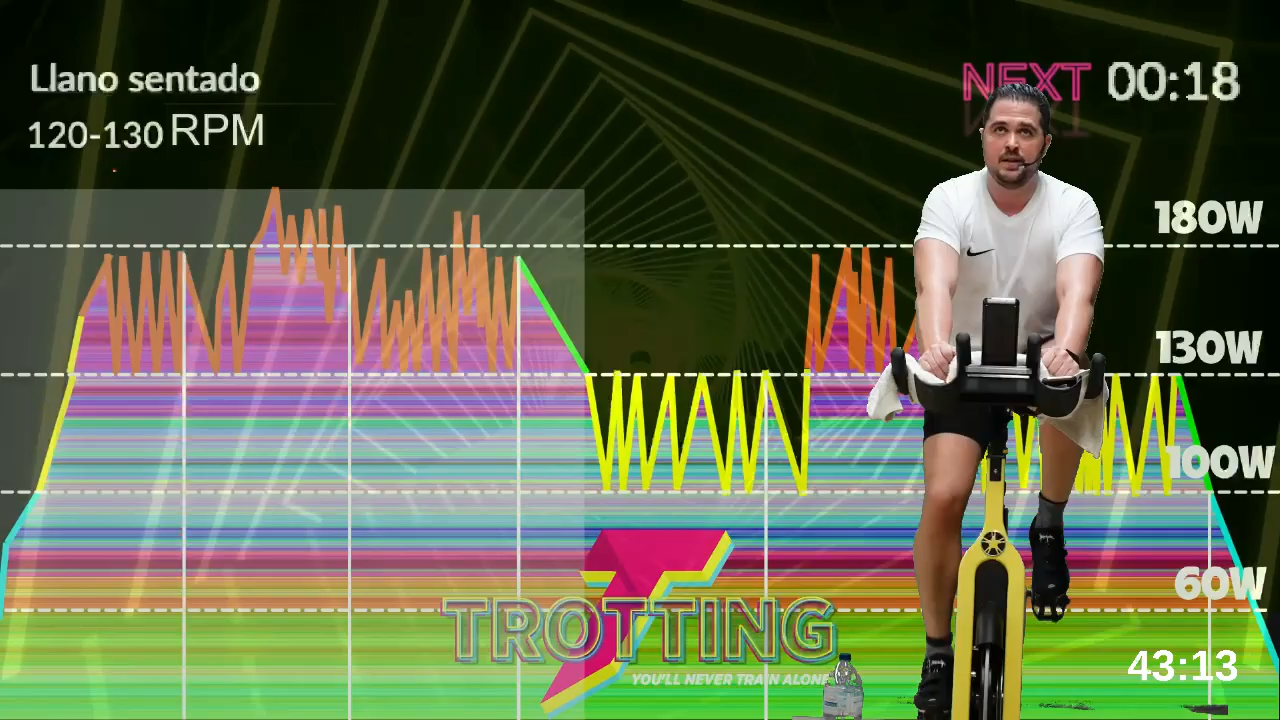 Llano sentado
120-130 RPM
NEXT 00:18
180W
130W
100W
60W
TROTTING
YOU'LL NEVER TRAIN ALONE
43:13